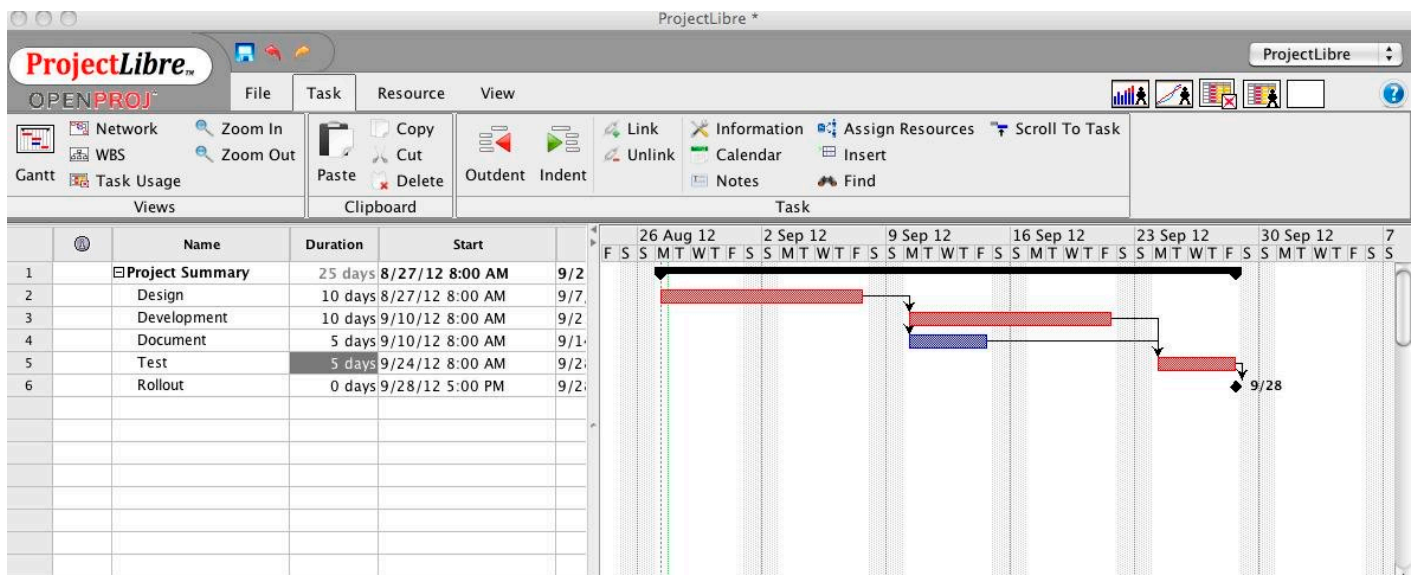 ProjectLibre *
ProjectLibre™
OPENPROJ
ProjectLibre
File Task Resource View
Gantt
Network
WBS
Task Usage
Zoom In
Zoom Out
Views
Paste
Copy
Cut
Delete
Clipboard
Outdent
Indent
Link
Unlink
Information
Calendar
Notes
Assign Resources
Insert
Find
Scroll To Task
Task
Name Duration Start
26 Aug 12 2 Sep 12 9 Sep 12 16 Sep 12 23 Sep 12 30 Sep 12 7
F S S M T W T F S S M T W T F S S M T W T F S S M T W T F S S M T W T F S S M T W T F S S
1 Project Summary 25 days 8/27/12 8:00 AM 9/2
2 Design 10 days 8/27/12 8:00 AM 9/7
3 Development 10 days 9/10/12 8:00 AM 9/2
4 Document 5 days 9/10/12 8:00 AM 9/1
5 Test 5 days 9/24/12 8:00 AM 9/2
6 Rollout 0 days 9/28/12 5:00 PM 9/2
9/28